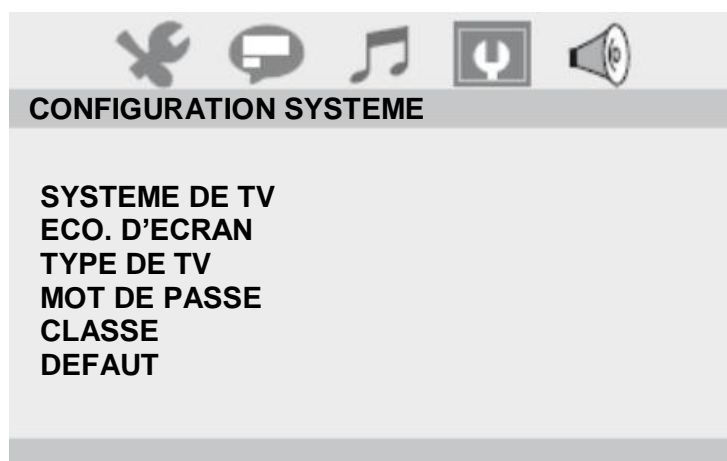 CONFIGURATION SYSTEME
SYSTEME DE TV
ECO. D’ECRAN
TYPE DE TV
MOT DE PASSE
CLASSE
DEFAUT